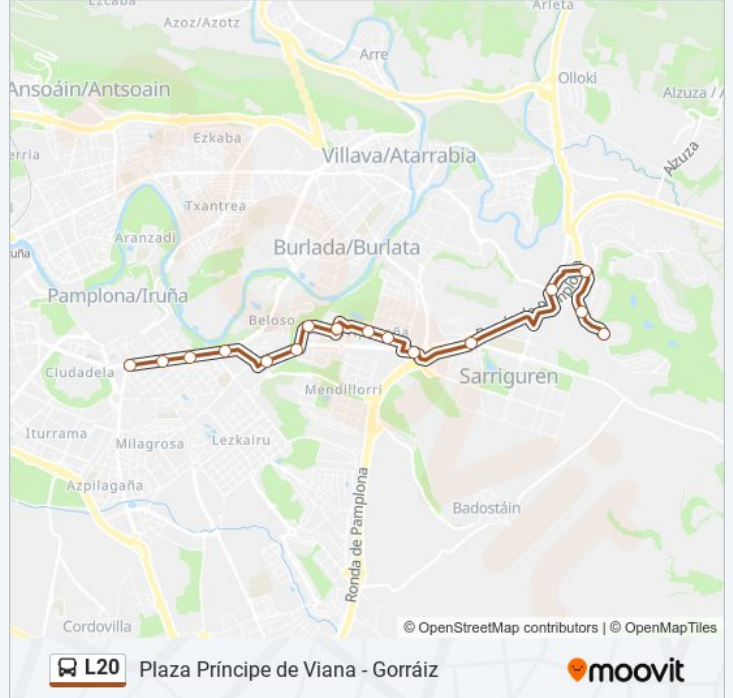 Ezcaba
Arleta
Azoz/Azotz
Arre
Olloki
Ansoáin/Antsoain
Alzuza / A
Ezkaba
erria
Villava/Atarrabia
Alzuza
Txantrea
Aranzadi
Burlada/Burlata
uña
Pamplona/Iruña
Beloso
Ciudadela
Mendillorri
Sarriguren
Iturrama
Milagrosa
Lezkairu
Azpilagaña
Ronda de Pamplona
Badostáin
Cordovilla
© OpenStreetMap contributors | © OpenMapTiles
L20 Plaza Príncipe de Viana - Gorráiz
moovit